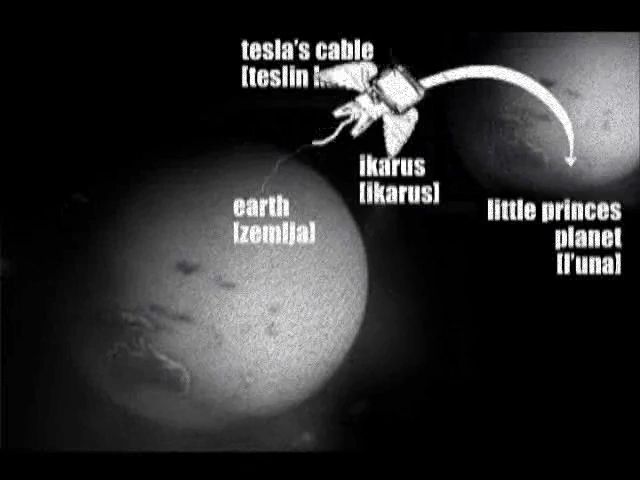 tesla's cable
[teslin
ikarus
[ikarus]
earth
[zemlja]
little princes
planet
[l'una]